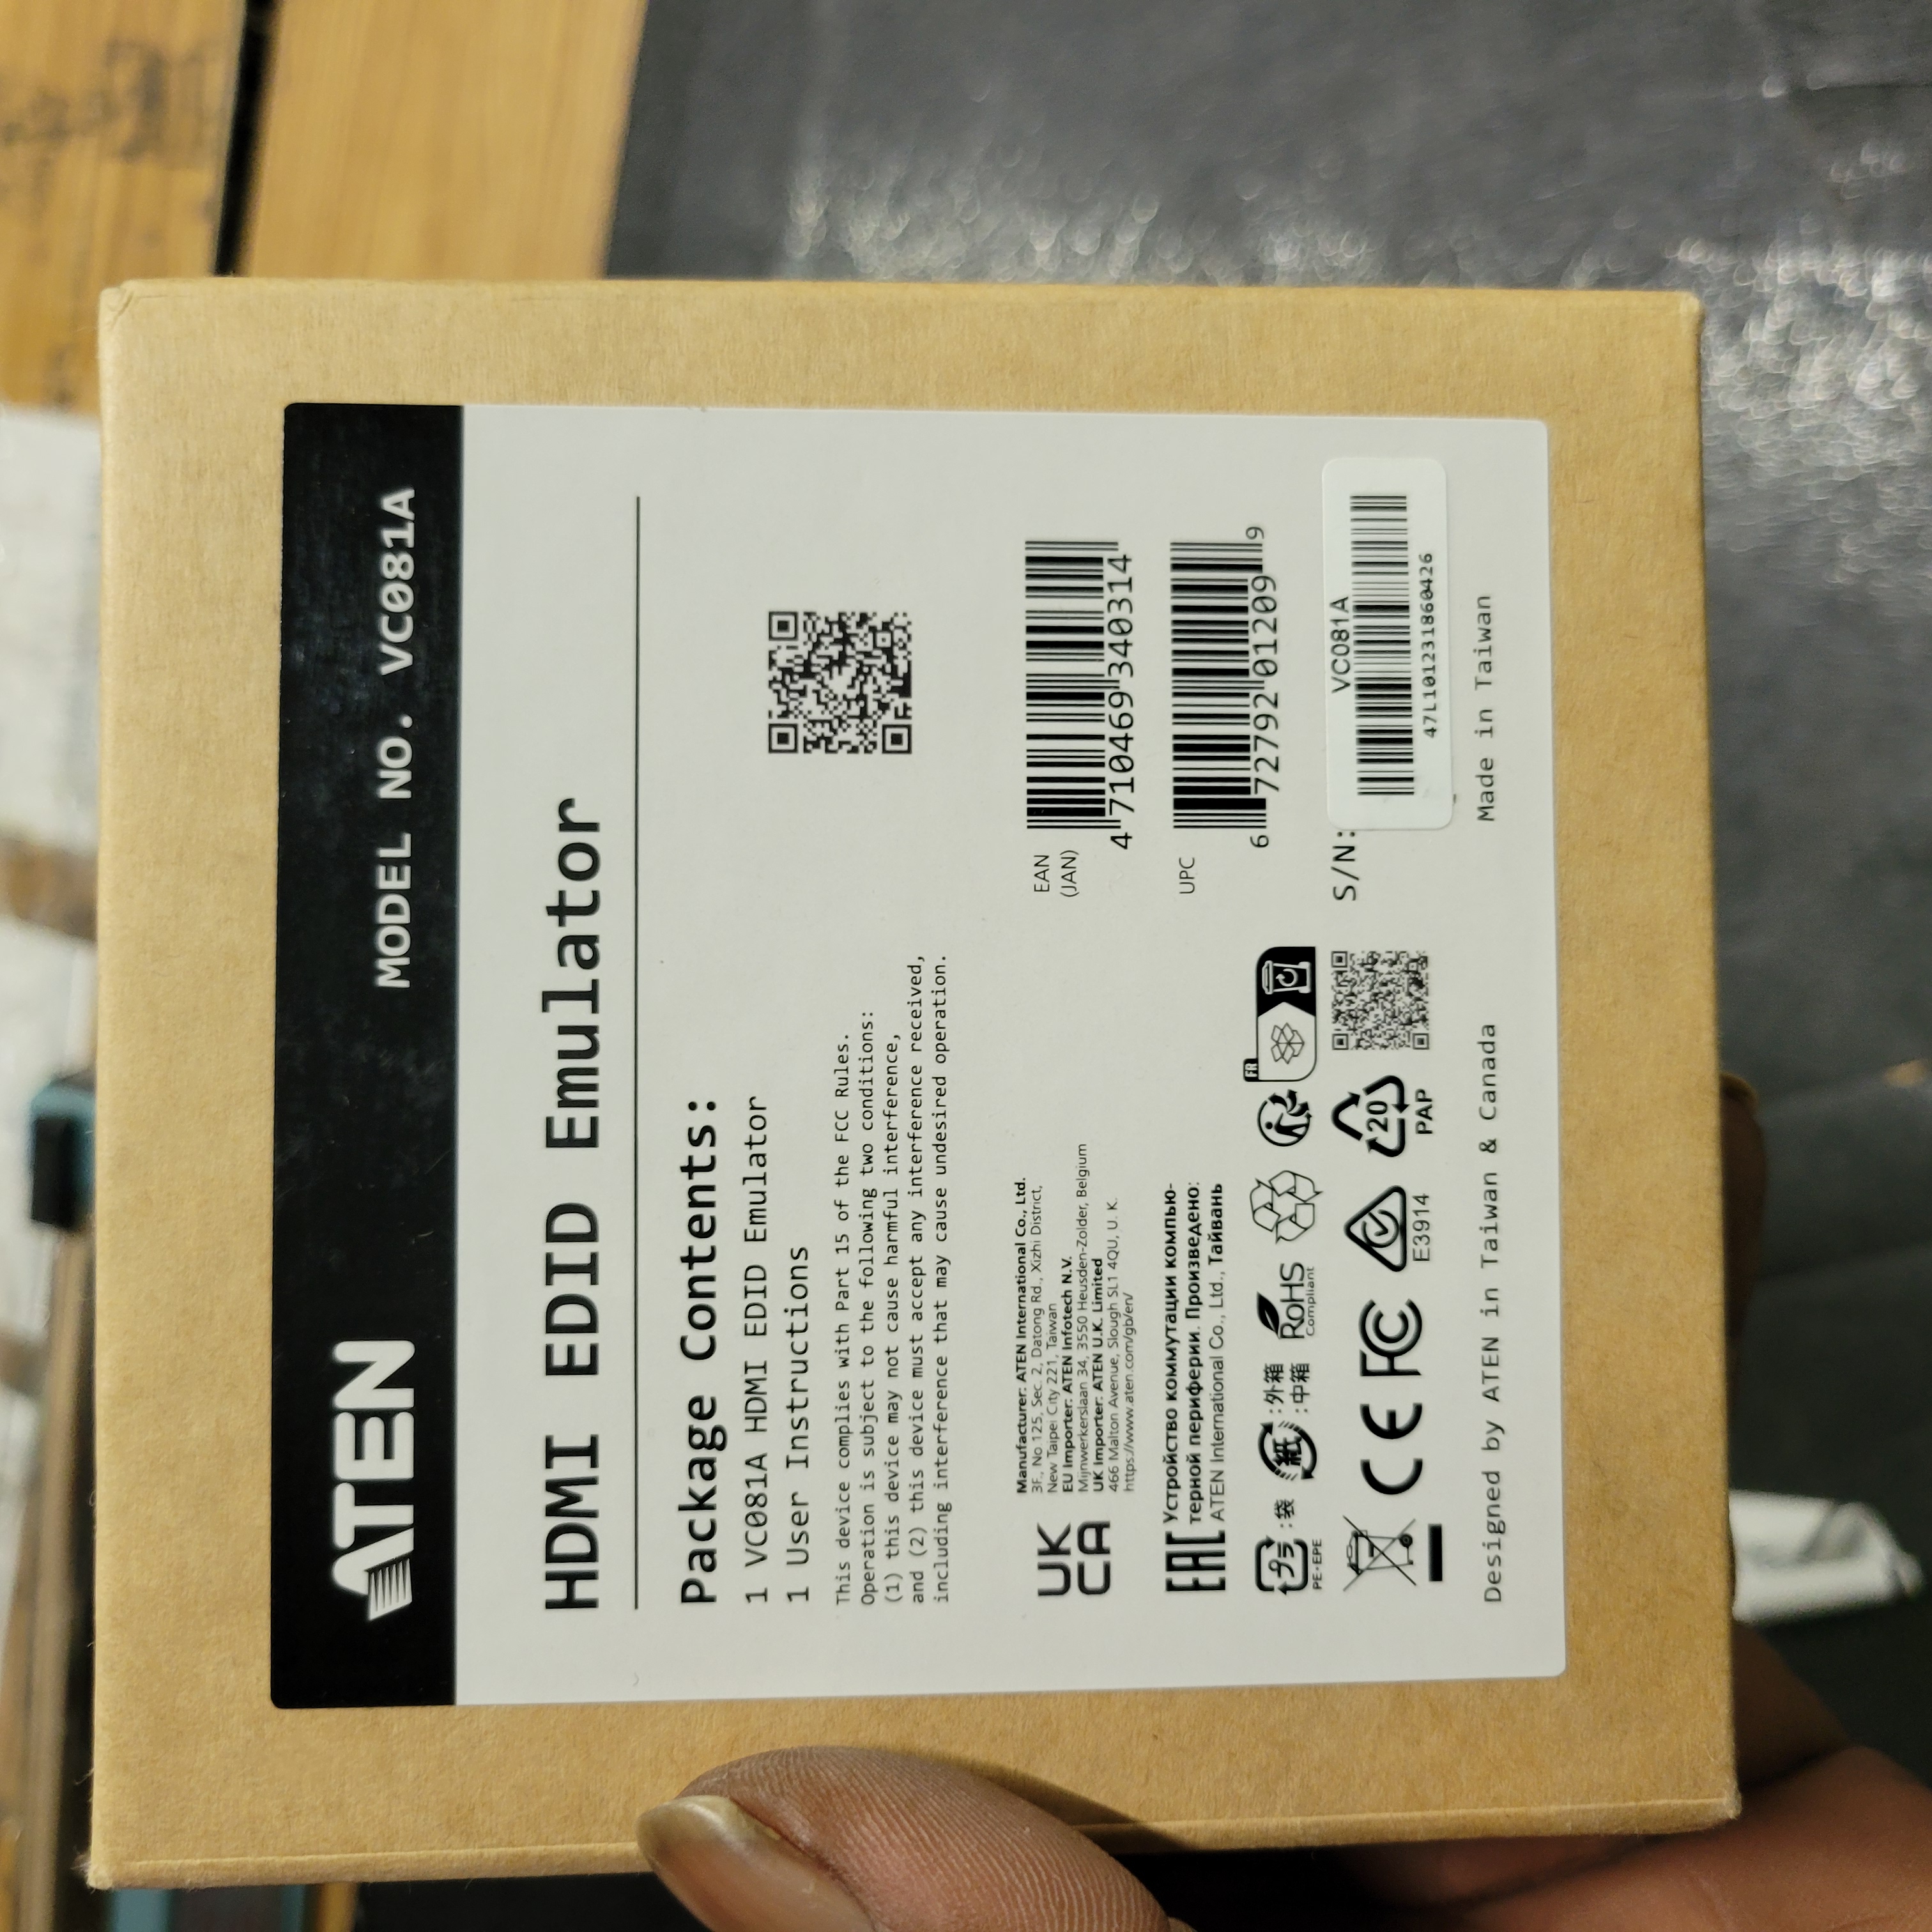 ATEN
MODEL NO. VC081A
HDMI EDID Emulator
Package Contents:
1 VC081A HDMI EDID Emulator
1 User Instructions
This device complies with Part 15 of the FCC Rules.
Operation is subject to the following two conditions:
(1) this device may not cause harmful interference,
and (2) this device must accept any interference received,
including interference that may cause undesired operation.
UK
CA
Manufacturer: ATEN International Co., Ltd.
3F., No 125, Sec. 2, Datong Rd., Xizhi District,
New Taipei City 221, Taiwan
EU Importer: ATEN Infotech N.V.
Mijnwerkerslaan 34, 3550 Heusden-Zolder, Belgium
UK Importer: ATEN U.K. Limited
466 Malton Avenue, Slough SL1 4QU, U. K.
https://www.aten.com/gb/en/
EAC
Устройство коммутации компью-
терной периферии. Произведено:
ATEN International Co., Ltd., Тайвань
プラ
:袋
PE·EPE
紙
:外箱
:中箱
RoHS
Compliant
FR
CE
FC
E3914
20
PAP
EAN
(JAN)
4 710469 340314
UPC
6 72792 01209 9
S/N:
VC081A
47L101231860426
Designed by ATEN in Taiwan & Canada
Made in Taiwan